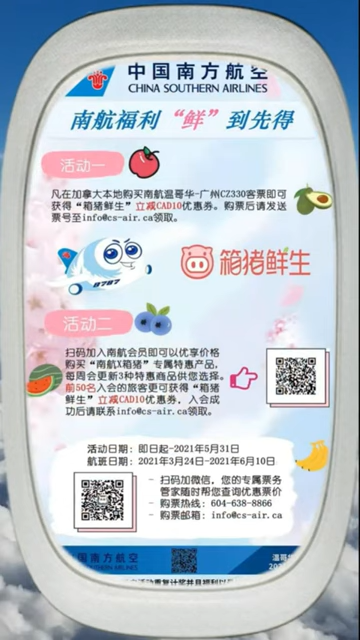 中国南方航空
CHINA SOUTHERN AIRLINES
南航福利“鲜”到先得
活动一
凡在加拿大本地购买南航温哥华-广州CZ330客票即可
获得“箱猪鲜生”立减CAD10优惠券。购票后请发送
票号至info@cs-air.ca领取。
8787
箱猪鲜生
活动二
扫码加入南航会员即可以优享价格
购买“南航X箱猪”专属特惠产品，
每周会更新3种特惠商品供您选择。
前50名入会的旅客更可获得“箱猪
鲜生”立减CAD10优惠券，入会成
功后请联系info@cs-air.ca领取。
活动日期：即日起-2021年5月31日
航班日期：2021年3月24日-2021年6月10日
- 扫码加微信，您的专属票务
管家随时帮您查询优惠票价
- 购票热线：604-638-8866
- 购票邮箱：info@cs-air.ca
国南方航空
CHINA SOUTHERN AIRLINES
温哥华